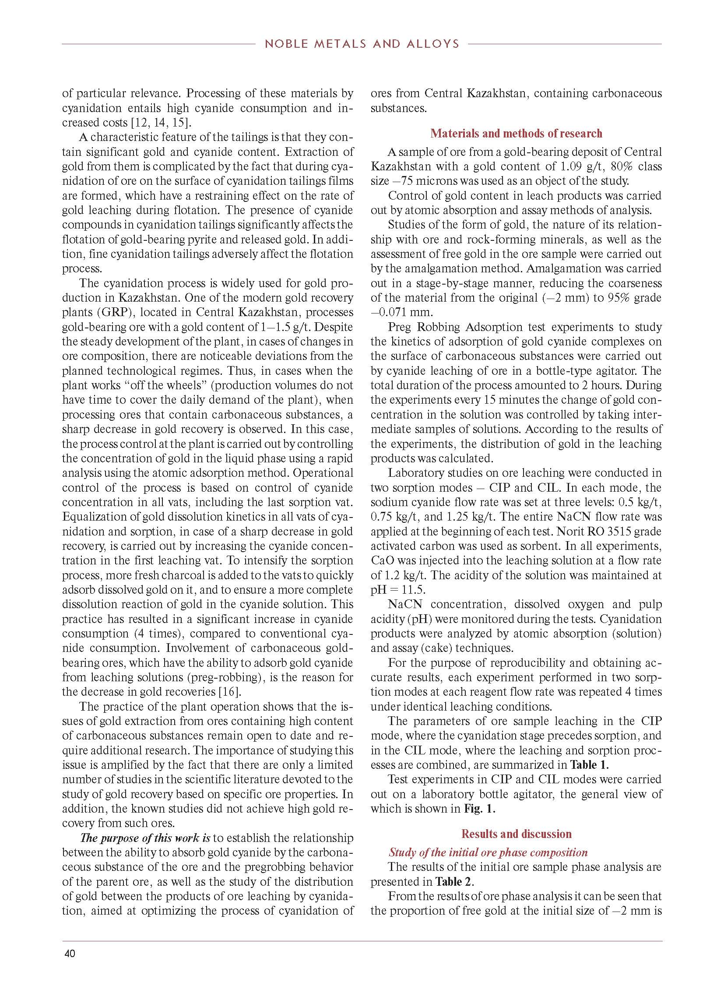 NOBLE METALS AND ALLOYS
of particular relevance. Processing of these materials by
cyanidation entails high cyanide consumption and in-
creased costs [12, 14, 15].
A characteristic feature of the tailings is that they con-
tain significant gold and cyanide content. Extraction of
gold from them is complicated by the fact that during cya-
nidation of ore on the surface of cyanidation tailings films
are formed, which have a restraining effect on the rate of
gold leaching during flotation. The presence of cyanide
compounds in cyanidation tailings significantly affects the
flotation of gold-bearing pyrite and released gold. In addi-
tion, fine cyanidation tailings adversely affect the flotation
process.
The cyanidation process is widely used for gold pro-
duction in Kazakhstan. One of the modern gold recovery
plants (GRP), located in Central Kazakhstan, processes
gold-bearing ore with a gold content of 1–1.5 g/t. Despite
the steady development of the plant, in cases of changes in
ore composition, there are noticeable deviations from the
planned technological regimes. Thus, in cases when the
plant works “off the wheels” (production volumes do not
have time to cover the daily demand of the plant), when
processing ores that contain carbonaceous substances, a
sharp decrease in gold recovery is observed. In this case,
the process control at the plant is carried out by controlling
the concentration of gold in the liquid phase using a rapid
analysis using the atomic adsorption method. Operational
control of the process is based on control of cyanide
concentration in all vats, including the last sorption vat.
Equalization of gold dissolution kinetics in all vats of cya-
nidation and sorption, in case of a sharp decrease in gold
recovery, is carried out by increasing the cyanide concen-
tration in the first leaching vat. To intensify the sorption
process, more fresh charcoal is added to the vats to quickly
adsorb dissolved gold on it, and to ensure a more complete
dissolution reaction of gold in the cyanide solution. This
practice has resulted in a significant increase in cyanide
consumption (4 times), compared to conventional cya-
nide consumption. Involvement of carbonaceous gold-
bearing ores, which have the ability to adsorb gold cyanide
from leaching solutions (preg-robbing), is the reason for
the decrease in gold recoveries [16].
The practice of the plant operation shows that the is-
sues of gold extraction from ores containing high content
of carbonaceous substances remain open to date and re-
quire additional research. The importance of studying this
issue is amplified by the fact that there are only a limited
number of studies in the scientific literature devoted to the
study of gold recovery based on specific ore properties. In
addition, the known studies did not achieve high gold re-
covery from such ores.
The purpose of this work is to establish the relationship
between the ability to absorb gold cyanide by the carbona-
ceous substance of the ore and the pregrobbing behavior
of the parent ore, as well as the study of the distribution
of gold between the products of ore leaching by cyanida-
tion, aimed at optimizing the process of cyanidation of
ores from Central Kazakhstan, containing carbonaceous
substances.
Materials and methods of research
A sample of ore from a gold-bearing deposit of Central
Kazakhstan with a gold content of 1.09 g/t, 80% class
size –75 microns was used as an object of the study.
Control of gold content in leach products was carried
out by atomic absorption and assay methods of analysis.
Studies of the form of gold, the nature of its relation-
ship with ore and rock-forming minerals, as well as the
assessment of free gold in the ore sample were carried out
by the amalgamation method. Amalgamation was carried
out in a stage-by-stage manner, reducing the coarseness
of the material from the original (–2 mm) to 95% grade
–0.071 mm.
Preg Robbing Adsorption test experiments to study
the kinetics of adsorption of gold cyanide complexes on
the surface of carbonaceous substances were carried out
by cyanide leaching of ore in a bottle-type agitator. The
total duration of the process amounted to 2 hours. During
the experiments every 15 minutes the change of gold con-
centration in the solution was controlled by taking inter-
mediate samples of solutions. According to the results of
the experiments, the distribution of gold in the leaching
products was calculated.
Laboratory studies on ore leaching were conducted in
two sorption modes – CIP and CIL. In each mode, the
sodium cyanide flow rate was set at three levels: 0.5 kg/t,
0.75 kg/t, and 1.25 kg/t. The entire NaCN flow rate was
applied at the beginning of each test. Norit RO 3515 grade
activated carbon was used as sorbent. In all experiments,
CaO was injected into the leaching solution at a flow rate
of 1.2 kg/t. The acidity of the solution was maintained at
pH = 11.5.
NaCN concentration, dissolved oxygen and pulp
acidity (pH) were monitored during the tests. Cyanidation
products were analyzed by atomic absorption (solution)
and assay (cake) techniques.
For the purpose of reproducibility and obtaining ac-
curate results, each experiment performed in two sorp-
tion modes at each reagent flow rate was repeated 4 times
under identical leaching conditions.
The parameters of ore sample leaching in the CIP
mode, where the cyanidation stage precedes sorption, and
in the CIL mode, where the leaching and sorption proc-
esses are combined, are summarized in Table 1.
Test experiments in CIP and CIL modes were carried
out on a laboratory bottle agitator, the general view of
which is shown in Fig. 1.
Results and discussion
Study of the initial ore phase composition
The results of the initial ore sample phase analysis are
presented in Table 2.
From the results of ore phase analysis it can be seen that
the proportion of free gold at the initial size of –2 mm is
40